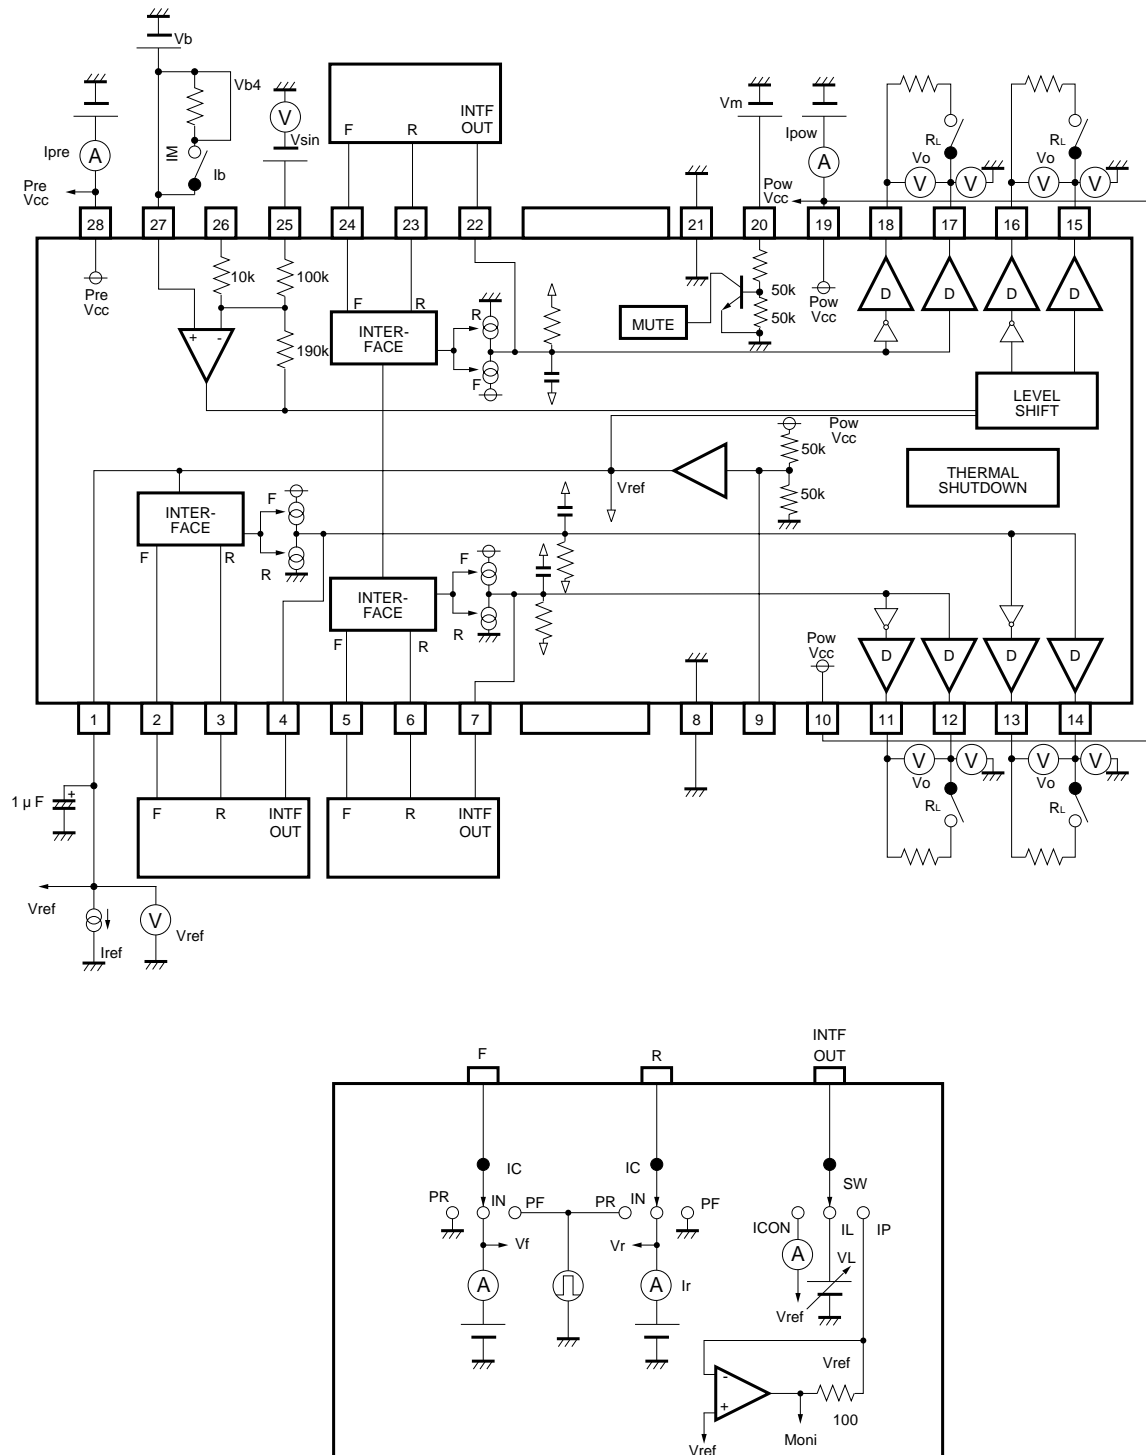 Vb
Vb4
Vsin
V
INTF
OUT
F
R
Vm
Ipow
A
Ipre
A
IM
Ib
Pre
Vcc
Pow
Vcc
RL
Vo
V
V
RL
Vo
V
V
28
27
26
25
24
23
22
21
20
19
18
17
16
15
Pre
Vcc
10k
100k
F
R
INTER-
FACE
R
F
MUTE
50k
50k
Pow
Vcc
D
D
D
D
+
-
190k
LEVEL
SHIFT
Pow
Vcc
50k
50k
Vref
THERMAL
SHUTDOWN
INTER-
FACE
F
R
F
R
INTER-
FACE
F
R
F
R
Pow
Vcc
D
D
D
D
1
2
3
4
5
6
7
8
9
10
11
12
13
14
1 μ F
+
F
R
INTF
OUT
F
R
INTF
OUT
V
V
Vo
RL
V
V
Vo
RL
Vref
Iref
V
Vref
F
R
INTF
OUT
IC
IC
SW
PR
IN
PF
PR
IN
PF
ICON
IL
IP
Vf
Vr
A
A
Ir
A
VL
Vref
-
+
Vref
100
Moni
Vref